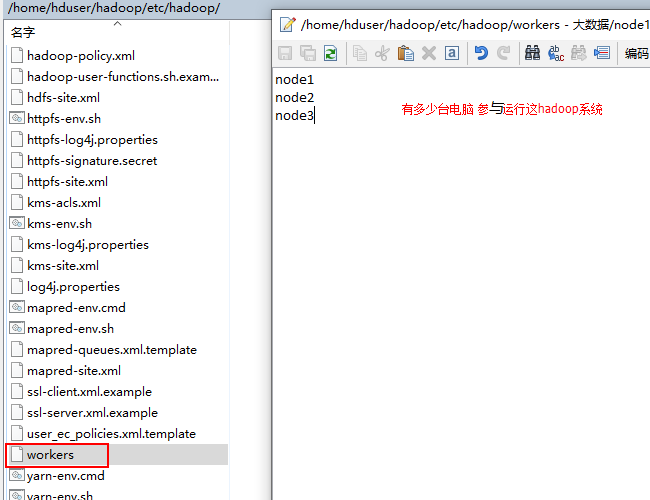 /home/hduser/hadoop/etc/hadoop/
名字
hadoop-policy.xml
hadoop-user-functions.sh.exam...
hdfs-site.xml
httpfs-env.sh
httpfs-log4j.properties
httpfs-signature.secret
httpfs-site.xml
kms-acls.xml
kms-env.sh
kms-log4j.properties
kms-site.xml
log4j.properties
mapred-env.cmd
mapred-env.sh
mapred-queues.xml.template
mapred-site.xml
ssl-client.xml.example
ssl-server.xml.example
user_ec_policies.xml.template
workers
yarn-env.cmd
yarn-env.sh
/home/hduser/hadoop/etc/hadoop/workers - 大数据/node1
编码
node1
node2
node3
有多少台电脑 参与运行这hadoop系统